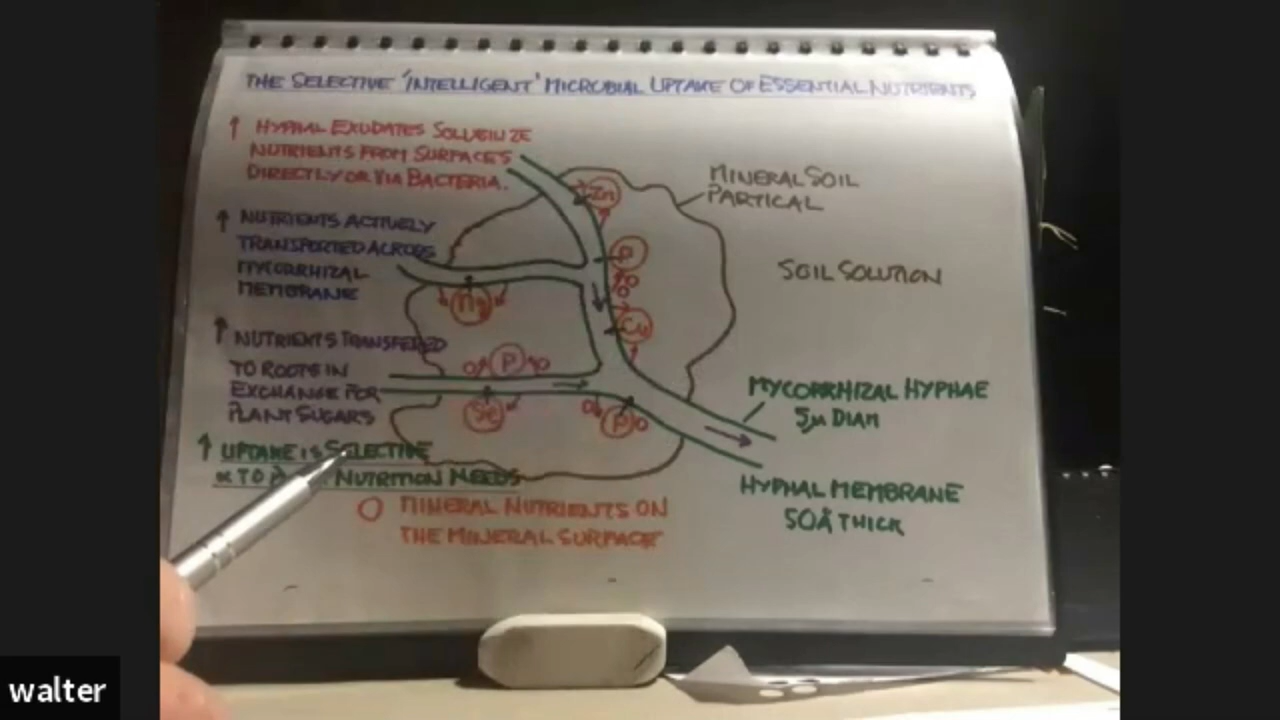 THE SELECTIVE 'INTELLIGENT' MICROBIAL UPTAKE OF ESSENTIAL NUTRIENTS
↑ HYPHAL EXUDATES SOLUBILIZE
NUTRIENTS FROM SURFACES
DIRECTLY OR VIA BACTERIA.
↑ NUTRIENTS ACTIVELY
TRANSPORTED ACROSS
MYCORRHIZAL
MEMBRANE
↑ NUTRIENTS TRANSFERED
TO ROOTS IN
EXCHANGE FOR
PLANT SUGARS
↑ UPTAKE IS SELECTIVE
TO NUTRITION NEEDS
Zn
P
Cu
Mg
P
Se
P
MINERAL SOIL
PARTICAL
SOIL SOLUTION
MYCORRHIZAL HYPHAE
5µ DIAM
HYPHAL MEMBRANE
50Å THICK
O MINERAL NUTRIENTS ON
THE MINERAL SURFACE
walter